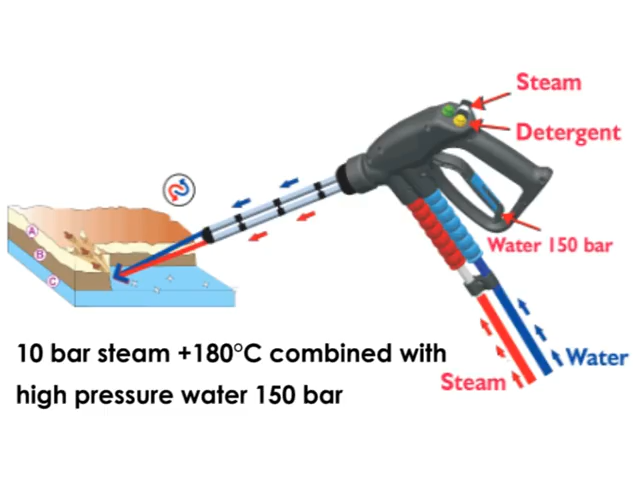 Steam
Detergent
A
B
C
Water 150 bar
10 bar steam +180°C combined with
high pressure water 150 bar
Water
Steam